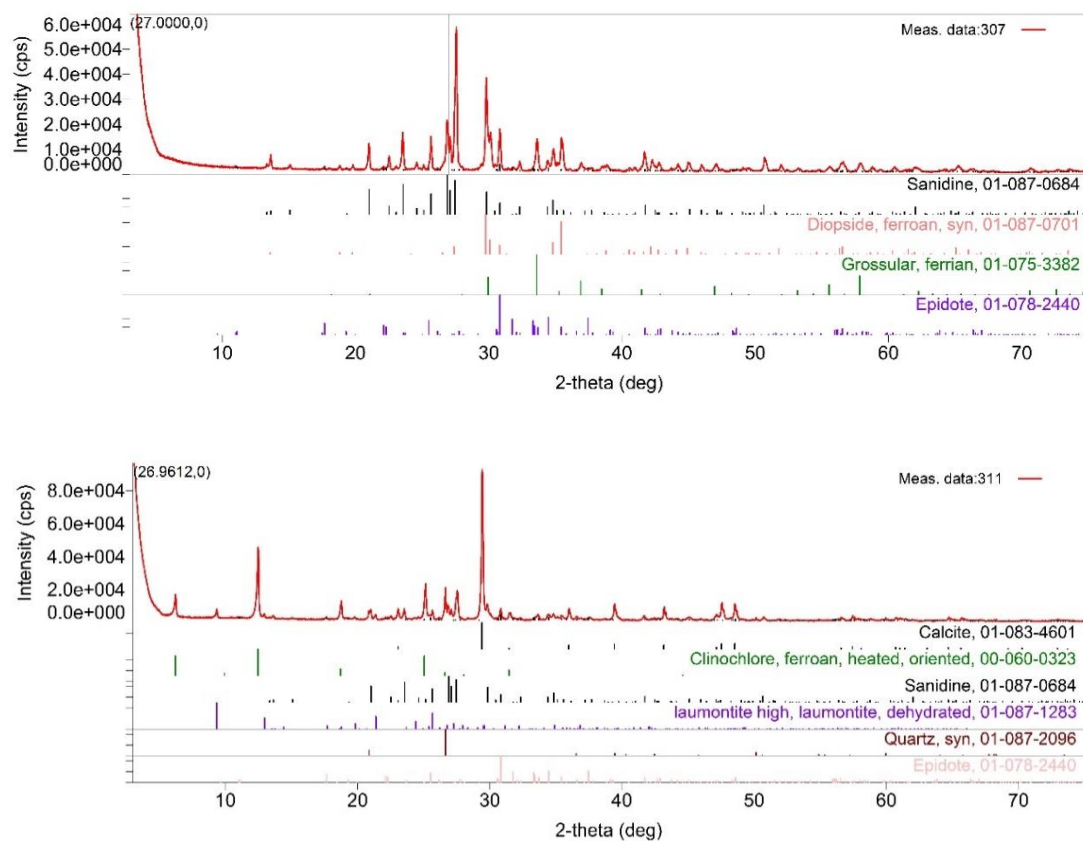 (27.0000,0)
Meas. data:307
Intensity (cps)
6.0e+004
5.0e+004
4.0e+004
3.0e+004
2.0e+004
1.0e+004
0.0e+000
Sanidine, 01-087-0684
Diopside, ferroan, syn, 01-087-0701
Grossular, ferrian, 01-075-3382
Epidote, 01-078-2440
10 20 30 40 50 60 70
2-theta (deg)
(26.9612,0)
Meas. data:311
Intensity (cps)
8.0e+004
6.0e+004
4.0e+004
2.0e+004
0.0e+000
Calcite, 01-083-4601
Clinochlore, ferroan, heated, oriented, 00-060-0323
Sanidine, 01-087-0684
laumontite high, laumontite, dehydrated, 01-087-1283
Quartz, syn, 01-087-2096
Epidote, 01-078-2440
10 20 30 40 50 60 70
2-theta (deg)